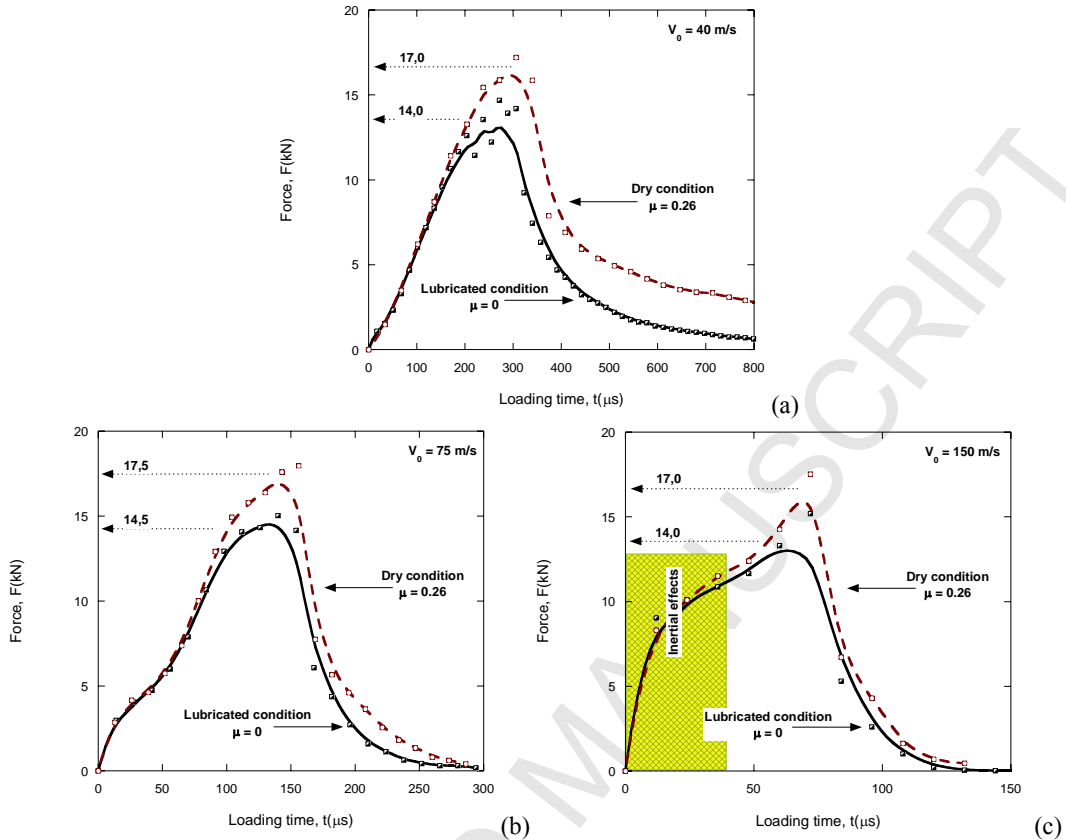 20
V₀ = 40 m/s
17,0
15
14,0
Force, F(kN)
10
Dry condition
μ = 0.26
5
Lubricated condition
μ = 0
0
0 100 200 300 400 500 600 700 800
Loading time, t(μs)
(a)
20
V₀ = 75 m/s
17,5
15
14,5
Force, F(kN)
10
Dry condition
μ = 0.26
5
Lubricated condition
μ = 0
0
0 50 100 150 200 250 300
Loading time, t(μs)
(b)
20
V₀ = 150 m/s
17,0
15
14,0
Force, F(kN)
10
Inertial effects
Dry condition
μ = 0.26
5
Lubricated condition
μ = 0
0
0 50 100 150
Loading time, t(μs)
(c)
MANUSCRIPT